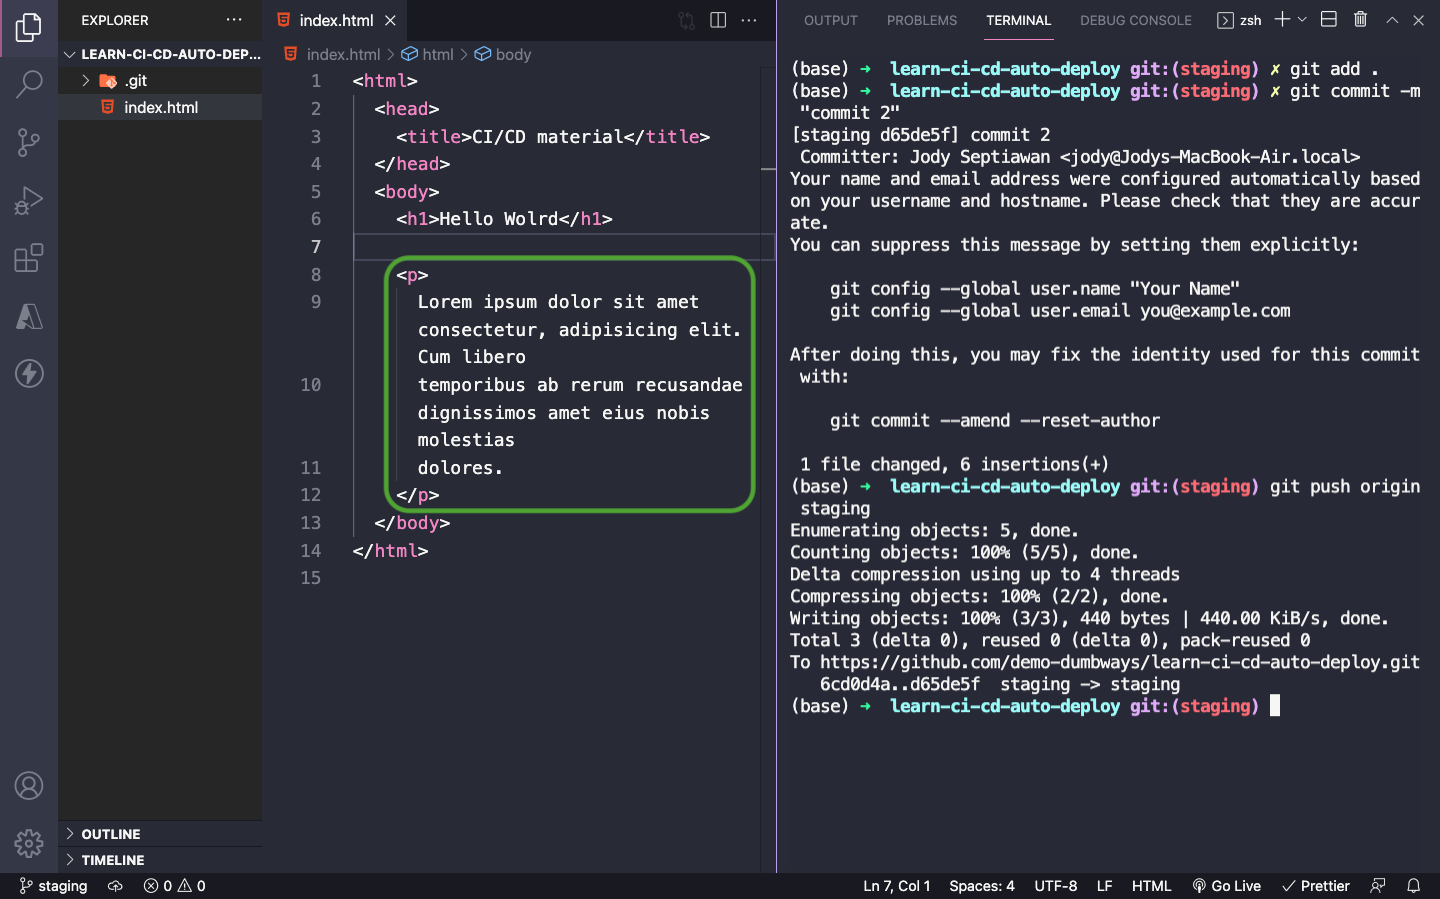 EXPLORER
LEARN-CI-CD-AUTO-DEP...
.git
index.html
OUTLINE
TIMELINE
index.html
index.html > html > body
1 <html>
2 <head>
3 <title>CI/CD material</title>
4 </head>
5 <body>
6 <h1>Hello Wolrd</h1>
7
8 <p>
9 Lorem ipsum dolor sit amet
consectetur, adipisicing elit.
Cum libero
10 temporibus ab rerum recusandae
dignissimos amet eius nobis
molestias
11 dolores.
12 </p>
13 </body>
14 </html>
15
OUTPUT PROBLEMS TERMINAL DEBUG CONSOLE zsh
(base) ➜ learn-ci-cd-auto-deploy git:(staging) ✗ git add .
(base) ➜ learn-ci-cd-auto-deploy git:(staging) ✗ git commit -m
"commit 2"
[staging d65de5f] commit 2
Committer: Jody Septiawan <jody@Jodys-MacBook-Air.local>
Your name and email address were configured automatically based
on your username and hostname. Please check that they are accur
ate.
You can suppress this message by setting them explicitly:
git config --global user.name "Your Name"
git config --global user.email you@example.com
After doing this, you may fix the identity used for this commit
with:
git commit --amend --reset-author
1 file changed, 6 insertions(+)
(base) ➜ learn-ci-cd-auto-deploy git:(staging) git push origin
staging
Enumerating objects: 5, done.
Counting objects: 100% (5/5), done.
Delta compression using up to 4 threads
Compressing objects: 100% (2/2), done.
Writing objects: 100% (3/3), 440 bytes | 440.00 KiB/s, done.
Total 3 (delta 0), reused 0 (delta 0), pack-reused 0
To https://github.com/demo-dumbways/learn-ci-cd-auto-deploy.git
6cd0d4a..d65de5f staging -> staging
(base) ➜ learn-ci-cd-auto-deploy git:(staging)
staging 0 0 Ln 7, Col 1 Spaces: 4 UTF-8 LF HTML Go Live Prettier